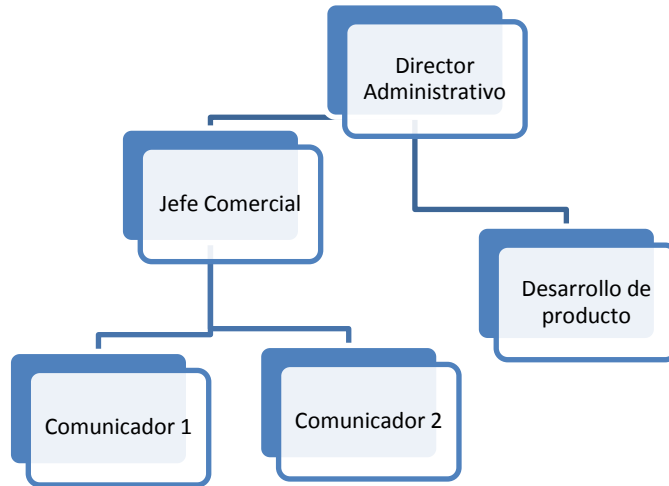 Director
Administrativo
Jefe Comercial
Desarrollo de
producto
Comunicador 1
Comunicador 2